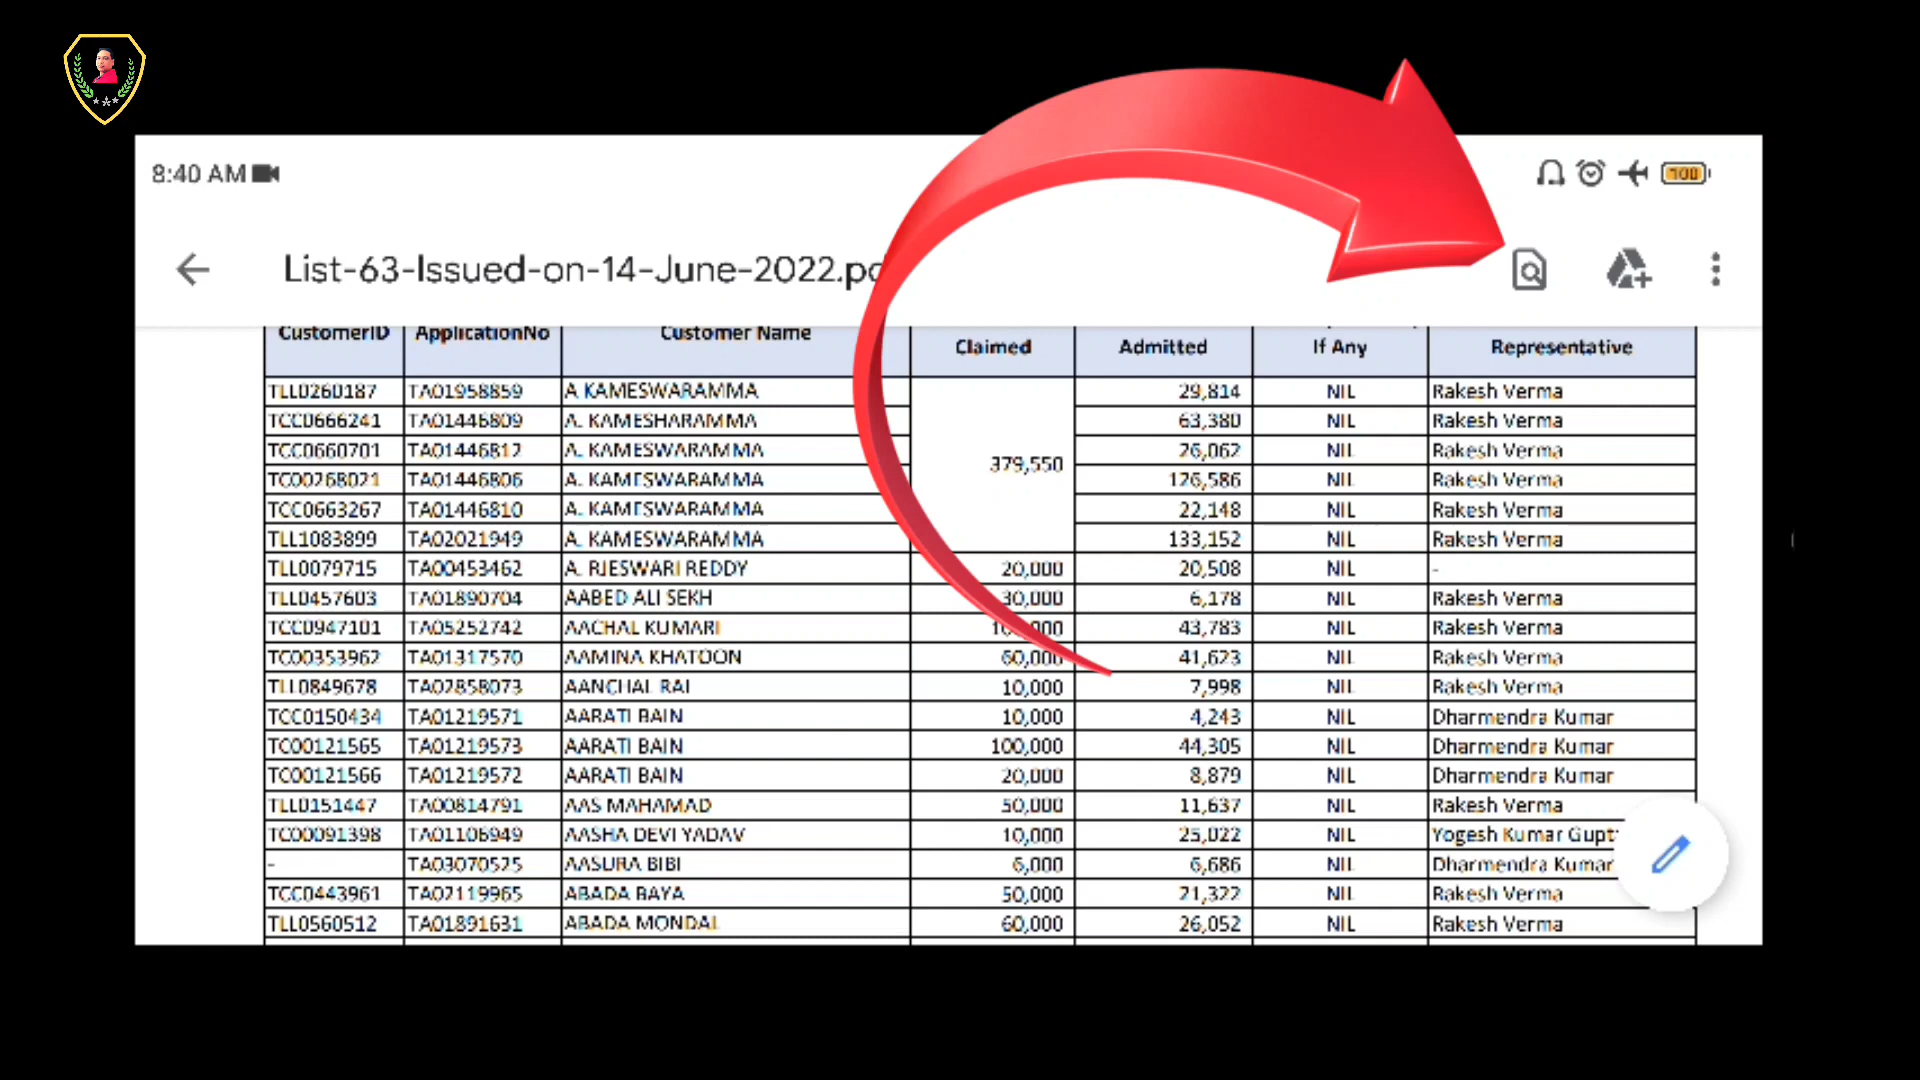 8:40 AM
100
List-63-Issued-on-14-June-2022.pd
CustomerID ApplicationNo Customer Name Claimed Admitted If Any Representative
TLL0260187 TA01958859 A KAMESWARAMMA 29,814 NIL Rakesh Verma
TCC0666241 TA01446809 A. KAMESHARAMMA 63,380 NIL Rakesh Verma
TCC0660701 TA01446812 A. KAMESWARAMMA 26,062 NIL Rakesh Verma
379,550
TC00268021 TA01446806 A. KAMESWARAMMA 126,586 NIL Rakesh Verma
TCC0663267 TA01446810 A. KAMESWARAMMA 22,148 NIL Rakesh Verma
TLL1083899 TA02021949 A. KAMESWARAMMA 133,152 NIL Rakesh Verma
TLL0079715 TA00453462 A. RJESWARI REDDY 20,000 20,508 NIL -
TLL0457603 TA01890704 AABED ALI SEKH 30,000 6,178 NIL Rakesh Verma
TCC0947101 TA05252742 AACHAL KUMARI 43,783 NIL Rakesh Verma
TC00353962 TA01317570 AAMINA KHATOON 60,000 41,623 NIL Rakesh Verma
TLL0849678 TA02858073 AANCHAL RAI 10,000 7,998 NIL Rakesh Verma
TCC0150434 TA01219571 AARATI BAIN 10,000 4,243 NIL Dharmendra Kumar
TC00121565 TA01219573 AARATI BAIN 100,000 44,305 NIL Dharmendra Kumar
TC00121566 TA01219572 AARATI BAIN 20,000 8,879 NIL Dharmendra Kumar
TLL0151447 TA00814791 AAS MAHAMAD 50,000 11,637 NIL Rakesh Verma
TC00091398 TA01106949 AASHA DEVI YADAV 10,000 25,022 NIL Yogesh Kumar Gupt
- TA03070525 AASURA BIBI 6,000 6,686 NIL Dharmendra Kumar
TCC0443961 TA02119965 ABADA BAYA 50,000 21,322 NIL Rakesh Verma
TLL0560512 TA01891631 ABADA MONDAL 60,000 26,052 NIL Rakesh Verma